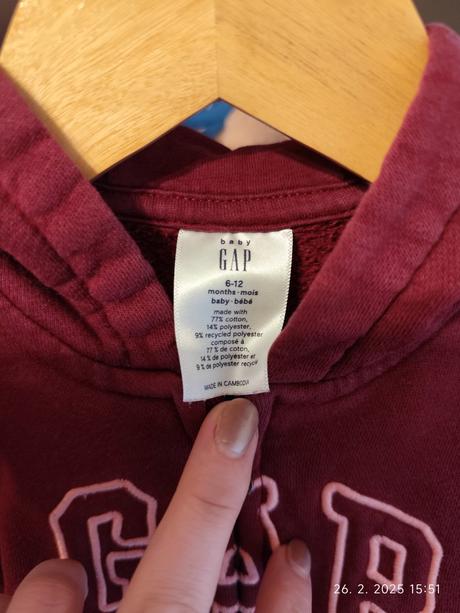 baby
GAP
6-12
months·mois
baby·bébé
made with
77% cotton,
14% polyester,
9% recycled polyester
composé à
77 % de coton,
14 % de polyester et
9 % de polyester recyclé
MADE IN CAMBODIA
GAP
26. 2. 2025 15:51